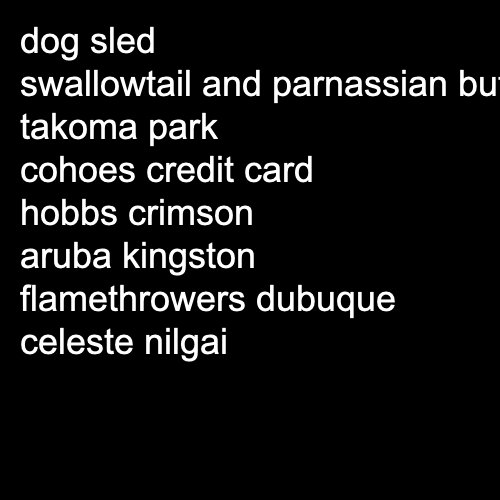 dog sled
swallowtail and parnassian
takoma park
cohoes credit card
hobbs crimson
aruba kingston
flamethrowers dubuque
celeste nilgai